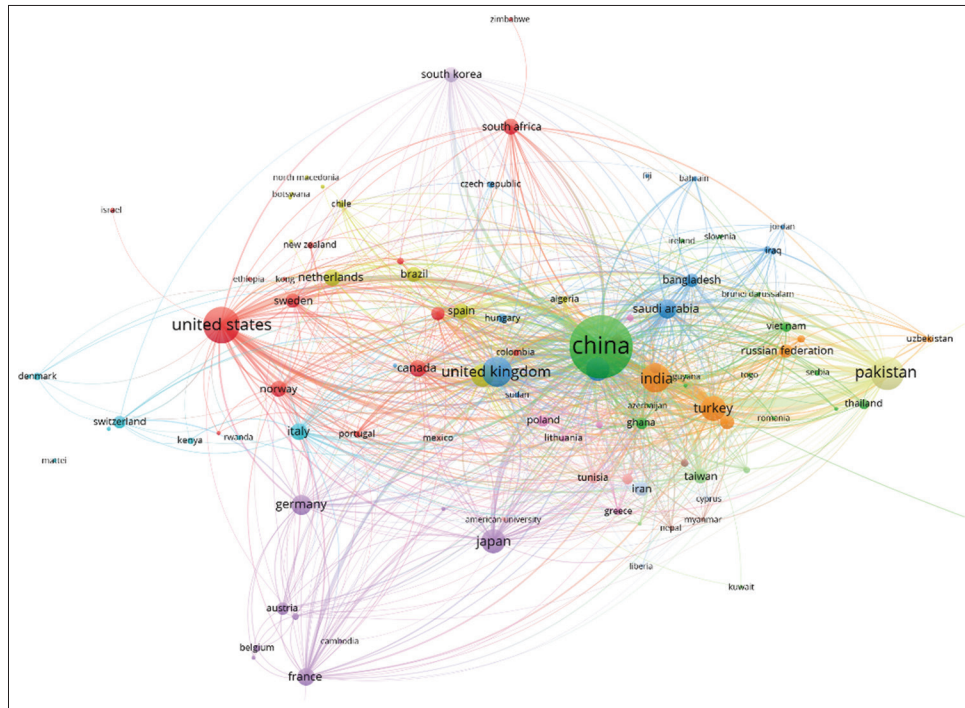 zimbabwe
south korea
south africa
north macedonia
botswana
czech republic
fiji
bahrain
chile
israel
new zealand
jordan
ireland
slovenia
iraq
ethiopia
kong
netherlands
brazil
bangladesh
brunei darussalam
sweden
algeria
spain
saudi arabia
hungary
united states
viet nam
uzbekistan
china
colombia
russian federation
canada
united kingdom
india
guyana
togo
serbia
pakistan
denmark
norway
sudan
azerbaijan
turkey
thailand
switzerland
italy
portugal
mexico
poland
lithuania
ghana
romania
kenya
rwanda
mattei
tunisia
taiwan
iran
cyprus
germany
greece
american university
myanmar
nepal
japan
liberia
kuwait
austria
cambodia
belgium
france